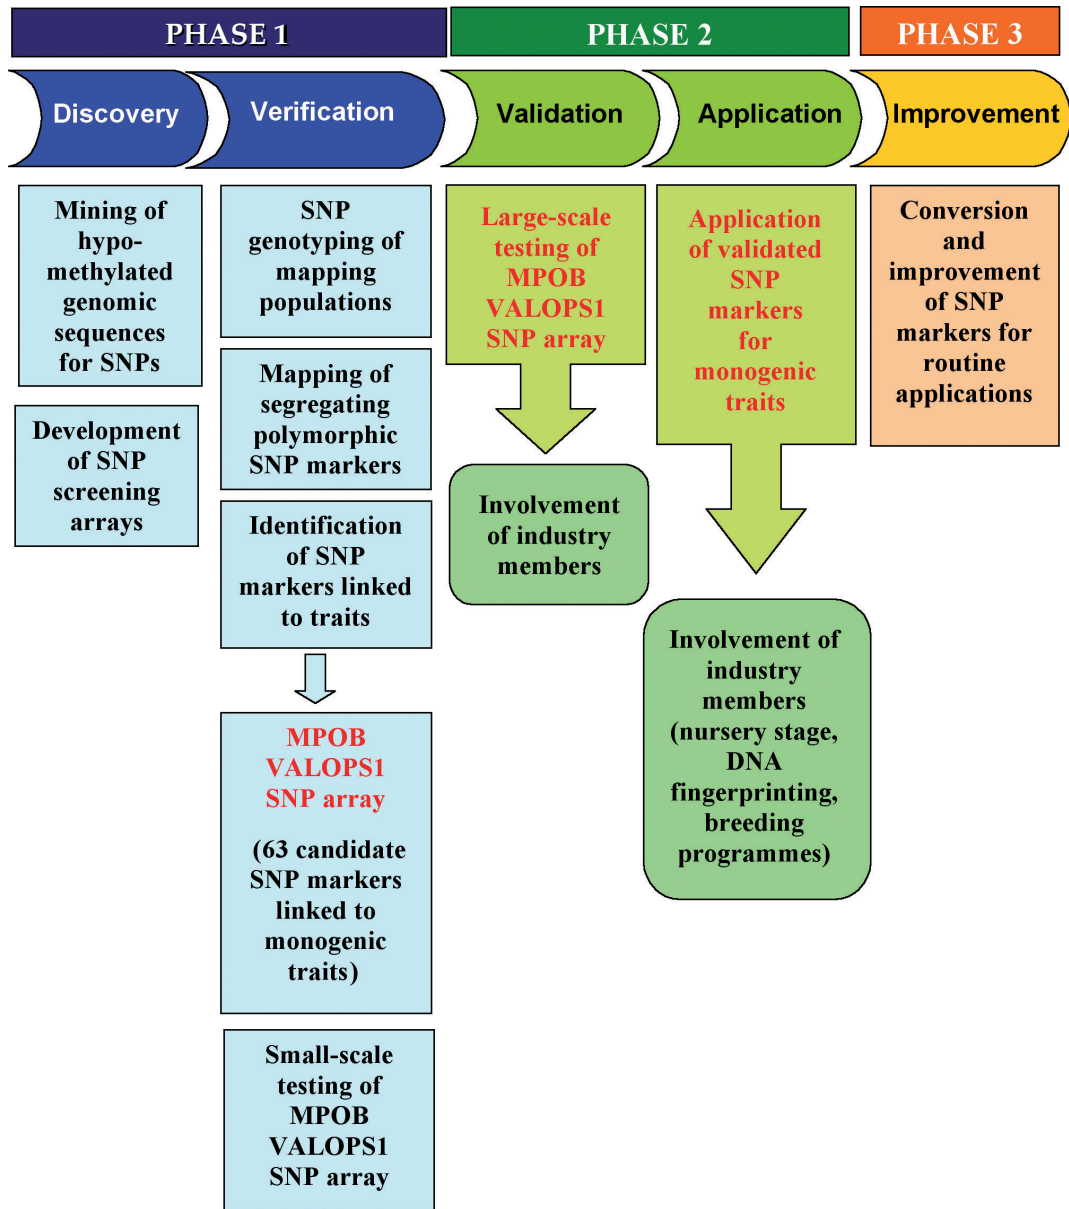 PHASE 1
PHASE 2
PHASE 3
Discovery
Verification
Validation
Application
Improvement
Mining of
hypo-
methylated
genomic
sequences
for SNPs
Development
of SNP
screening
arrays
SNP
genotyping of
mapping
populations
Mapping of
segregating
polymorphic
SNP markers
Identification
of SNP
markers linked
to traits
MPOB
VALOPS1
SNP array
(63 candidate
SNP markers
linked to
monogenic
traits)
Small-scale
testing of
MPOB
VALOPS1
SNP array
Large-scale
testing of
MPOB
VALOPS1
SNP array
Involvement
of industry
members
Application
of validated
SNP
markers
for
monogenic
traits
Involvement of
industry
members
(nursery stage,
DNA
fingerprinting,
breeding
programmes)
Conversion
and
improvement
of SNP
markers for
routine
applications